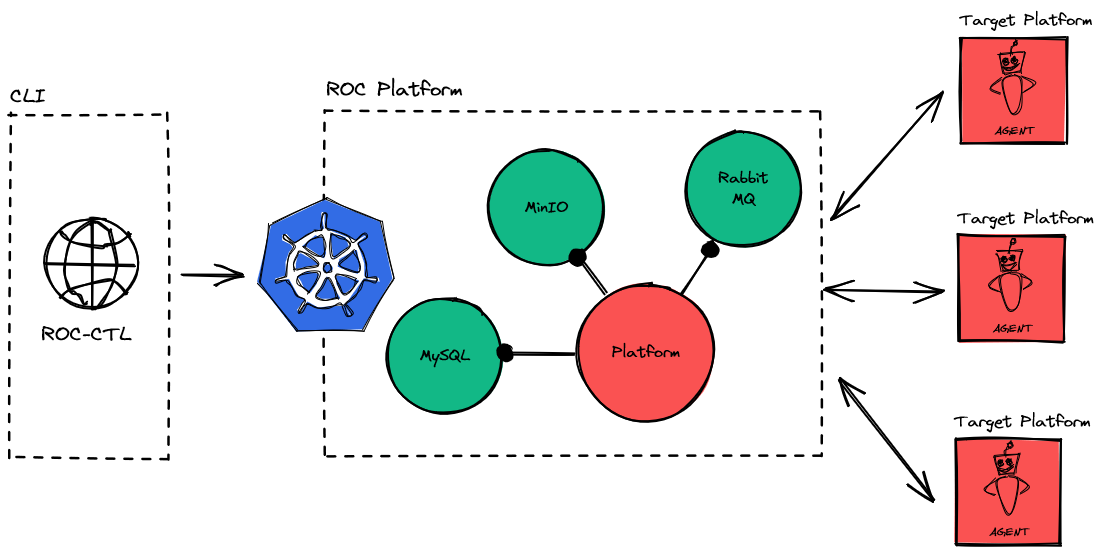 CLI
ROC-CTL
ROC Platform
MinIO
Rabbit
MQ
MySQL
Platform
Target Platform
AGENT
Target Platform
AGENT
Target Platform
AGENT